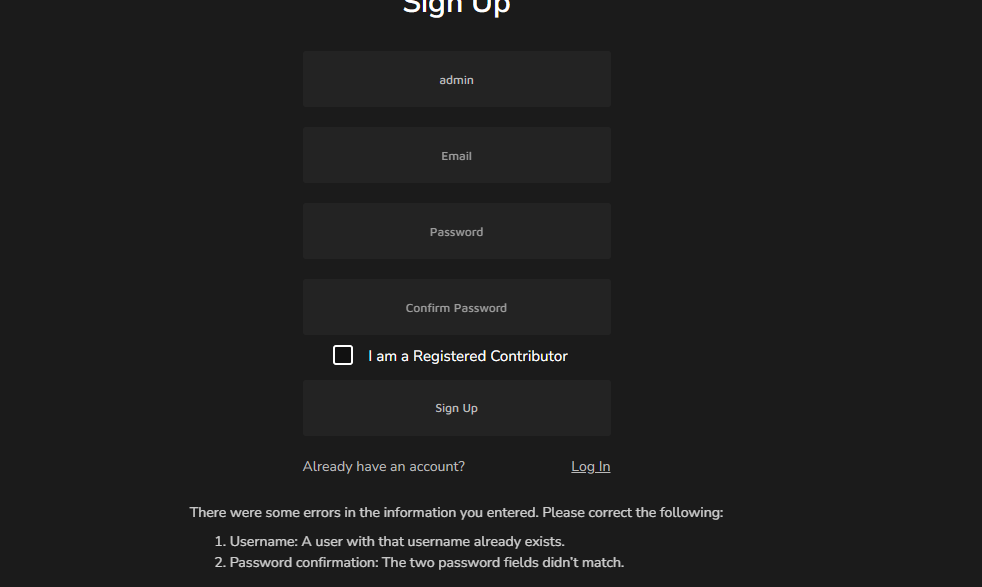 Sign Up
admin
Email
Password
Confirm Password
I am a Registered Contributor
Sign Up
Already have an account? Log In
There were some errors in the information you entered. Please correct the following:
1. Username: A user with that username already exists.
2. Password confirmation: The two password fields didn’t match.